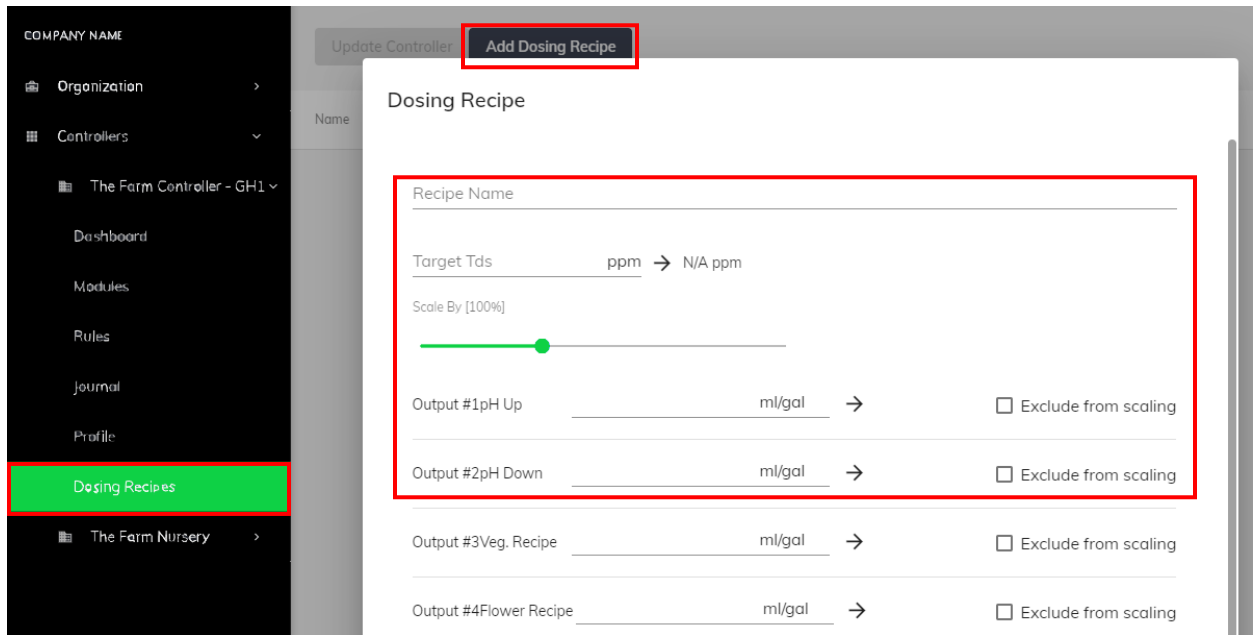 COMPANY NAME
Organization
Controllers
The Farm Controller - GH1
Dashboard
Modules
Rules
Journal
Profile
Dosing Recipes
The Farm Nursery
Update Controller
Add Dosing Recipe
Name
Dosing Recipe
Recipe Name
Target Tds ppm → N/A ppm
Scale By [100%]
Output #1pH Up ml/gal → Exclude from scaling
Output #2pH Down ml/gal → Exclude from scaling
Output #3Veg. Recipe ml/gal → Exclude from scaling
Output #4Flower Recipe ml/gal → Exclude from scaling